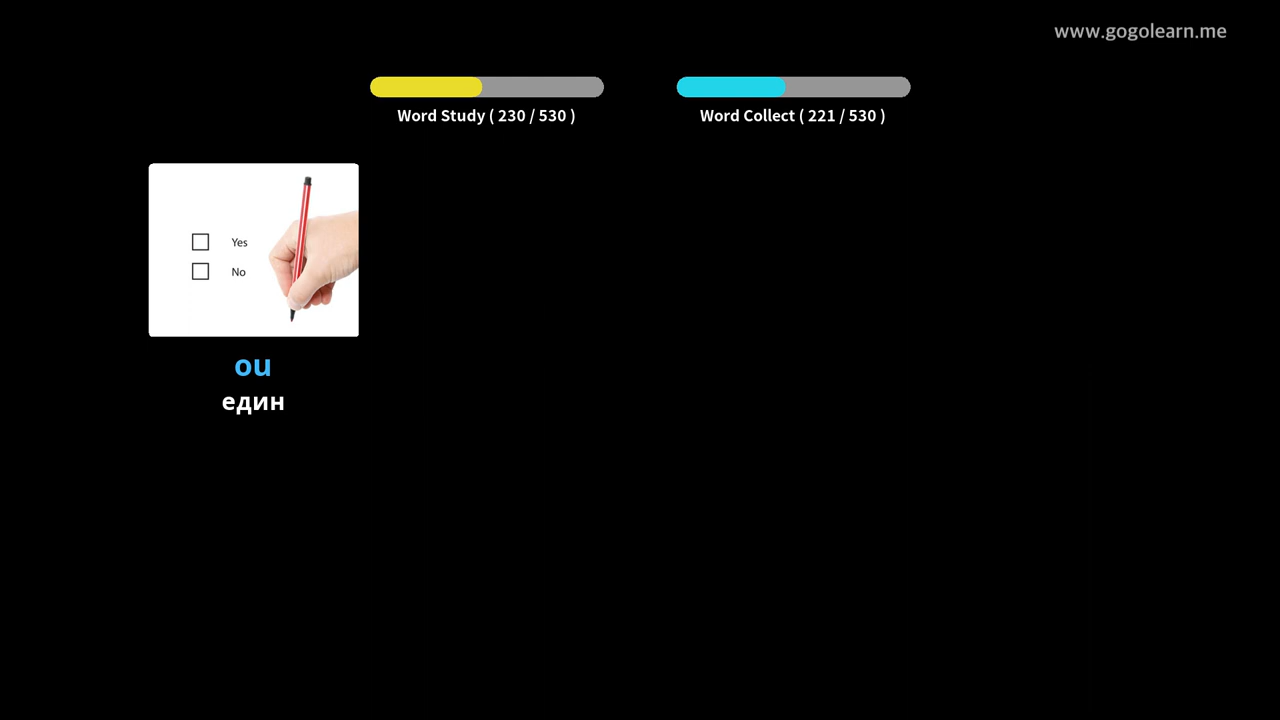 www.gogolearn.me
Word Study ( 230 / 530 )
Word Collect ( 221 / 530 )
Yes
No
ou
един